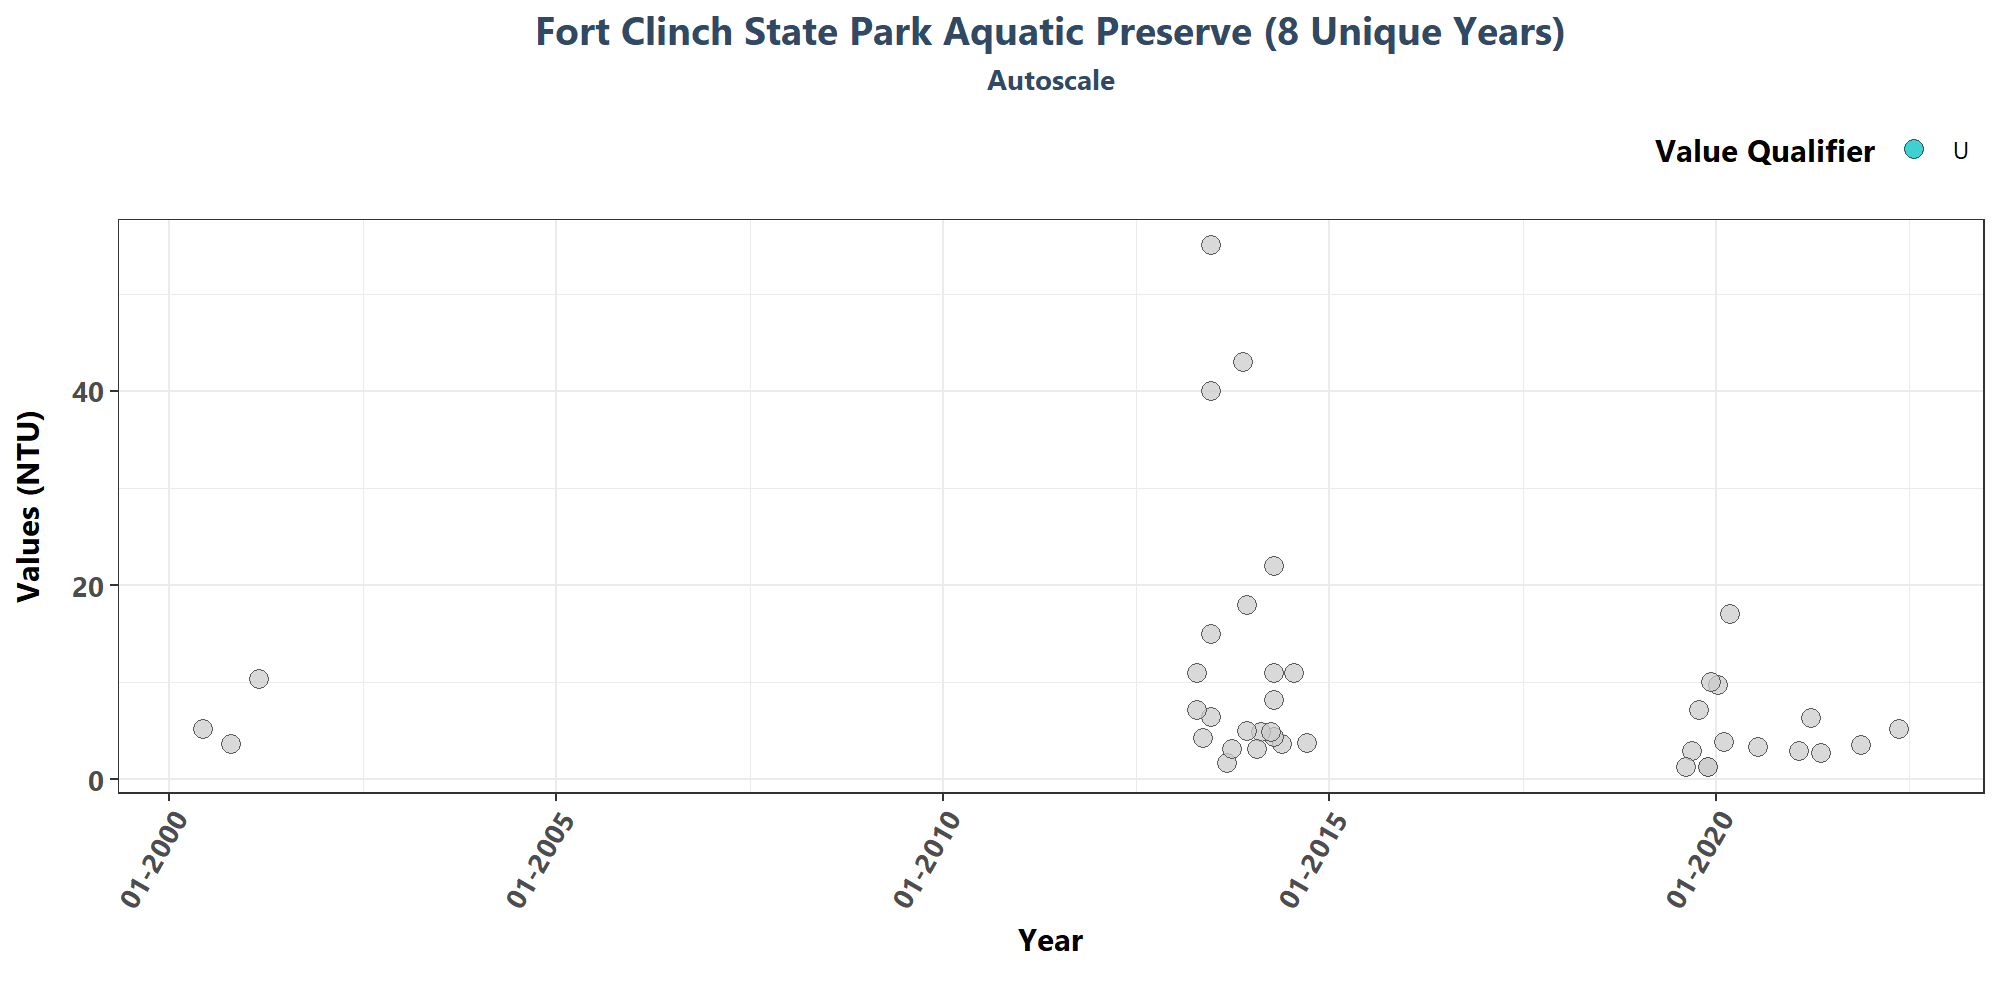 Fort Clinch State Park Aquatic Preserve (8 Unique Years)
Autoscale
Value Qualifier U
Values (NTU)
40
20
0
01-2000 01-2005 01-2010 01-2015 01-2020
Year